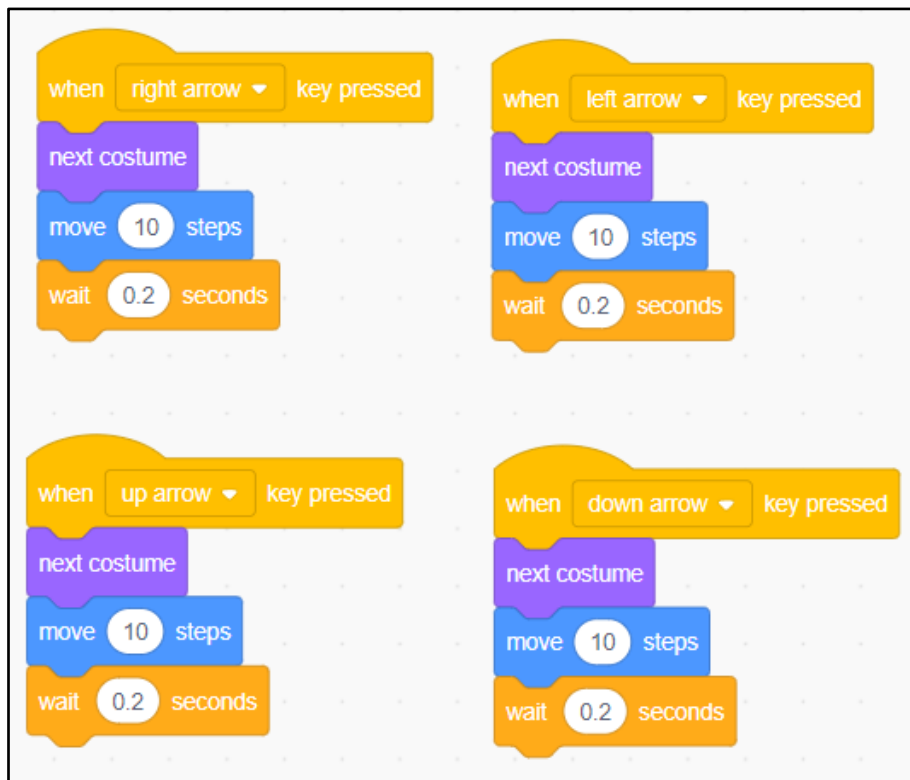 when right arrow key pressed
next costume
move 10 steps
wait 0.2 seconds
when left arrow key pressed
next costume
move 10 steps
wait 0.2 seconds
when up arrow key pressed
next costume
move 10 steps
wait 0.2 seconds
when down arrow key pressed
next costume
move 10 steps
wait 0.2 seconds